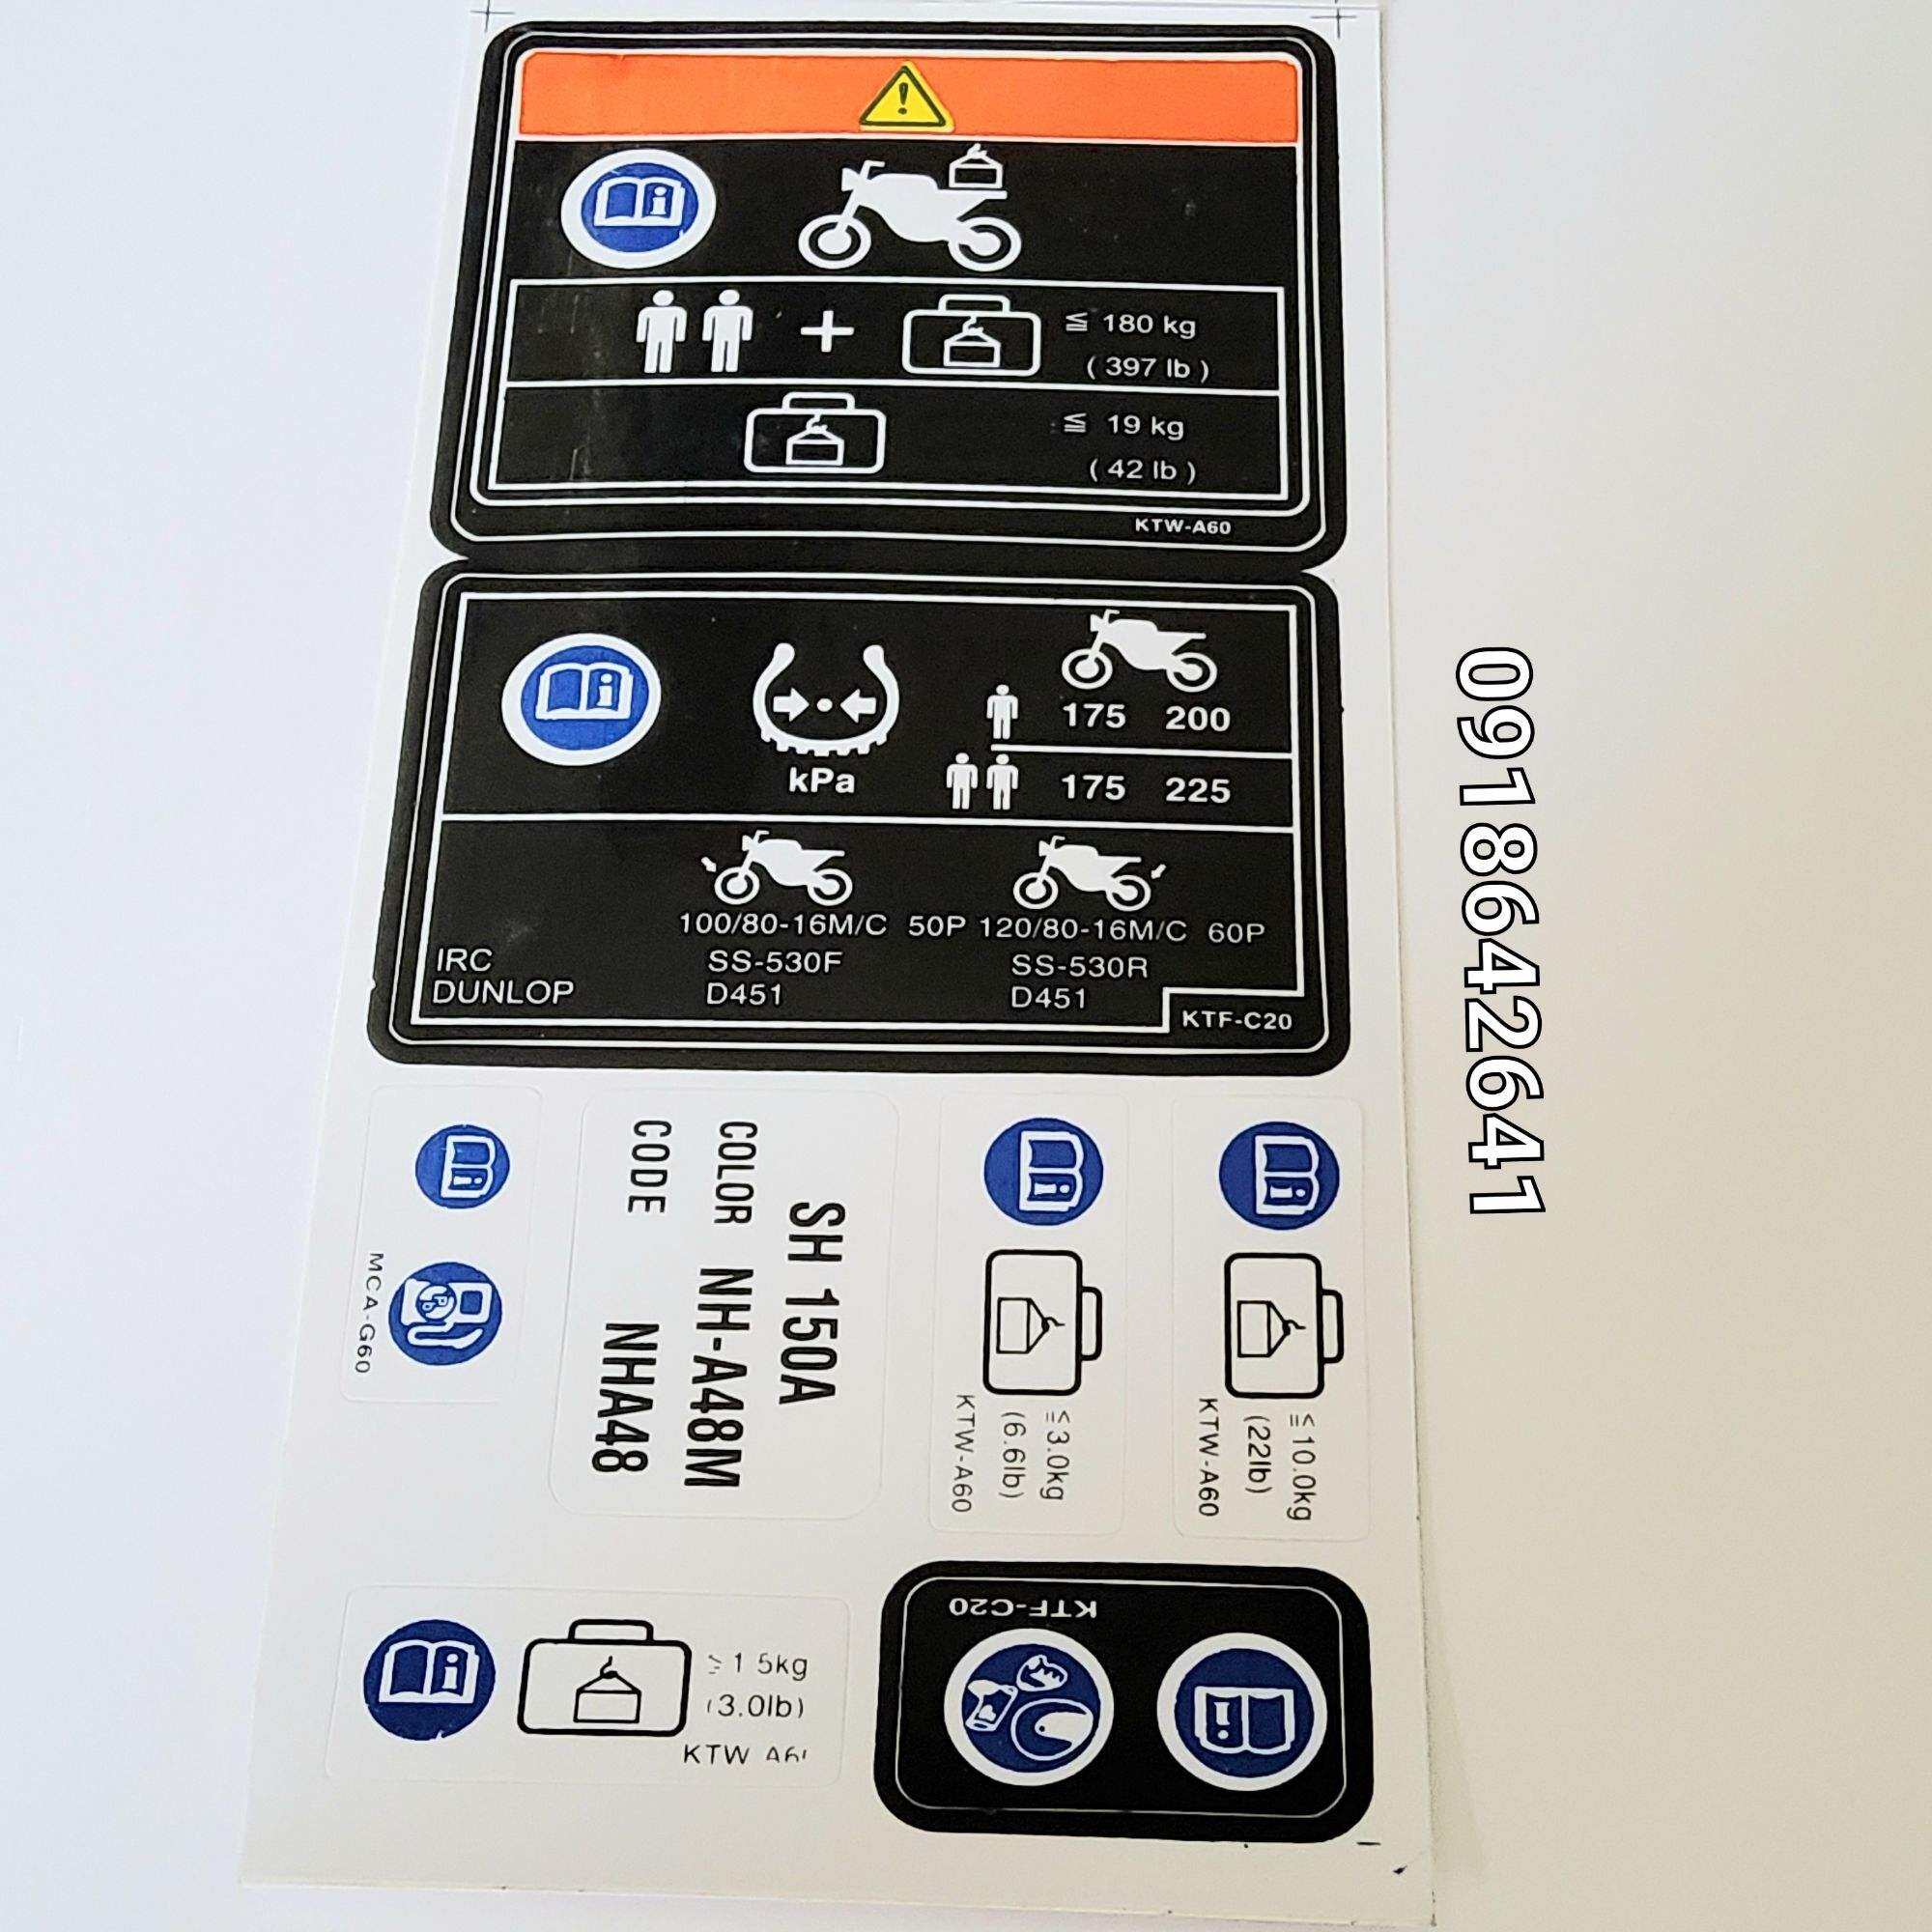 ≦ 180 kg
( 397 lb )
≦ 19 kg
( 42 lb )
KTW-A60
175 200
kPa
175 225
100/80-16M/C 50P 120/80-16M/C 60P
IRC SS-530F SS-530R
DUNLOP D451 D451
KTF-C20
0918642641
MCA-G60
SH 150A
COLOR NH-A48M
CODE NHA48
≦3.0kg
(6.6lb)
KTW-A60
≦10.0kg
(22lb)
KTW-A60
1 5kg
(3.0lb)
KTW
KTF-C20